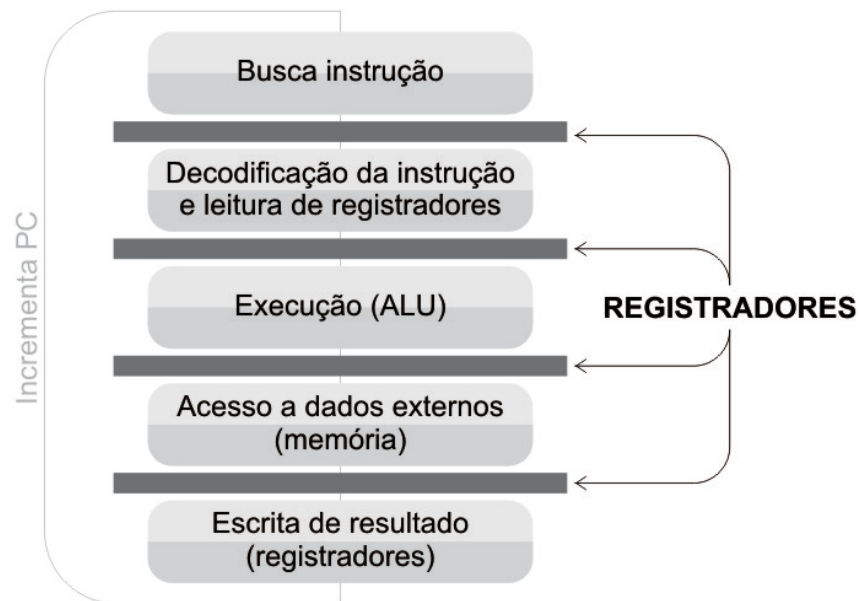 Busca instrução
Decodificação da instrução
e leitura de registradores
Execução (ALU)
Acesso a dados externos
(memória)
Escrita de resultado
(registradores)
Incrementa PC
REGISTRADORES